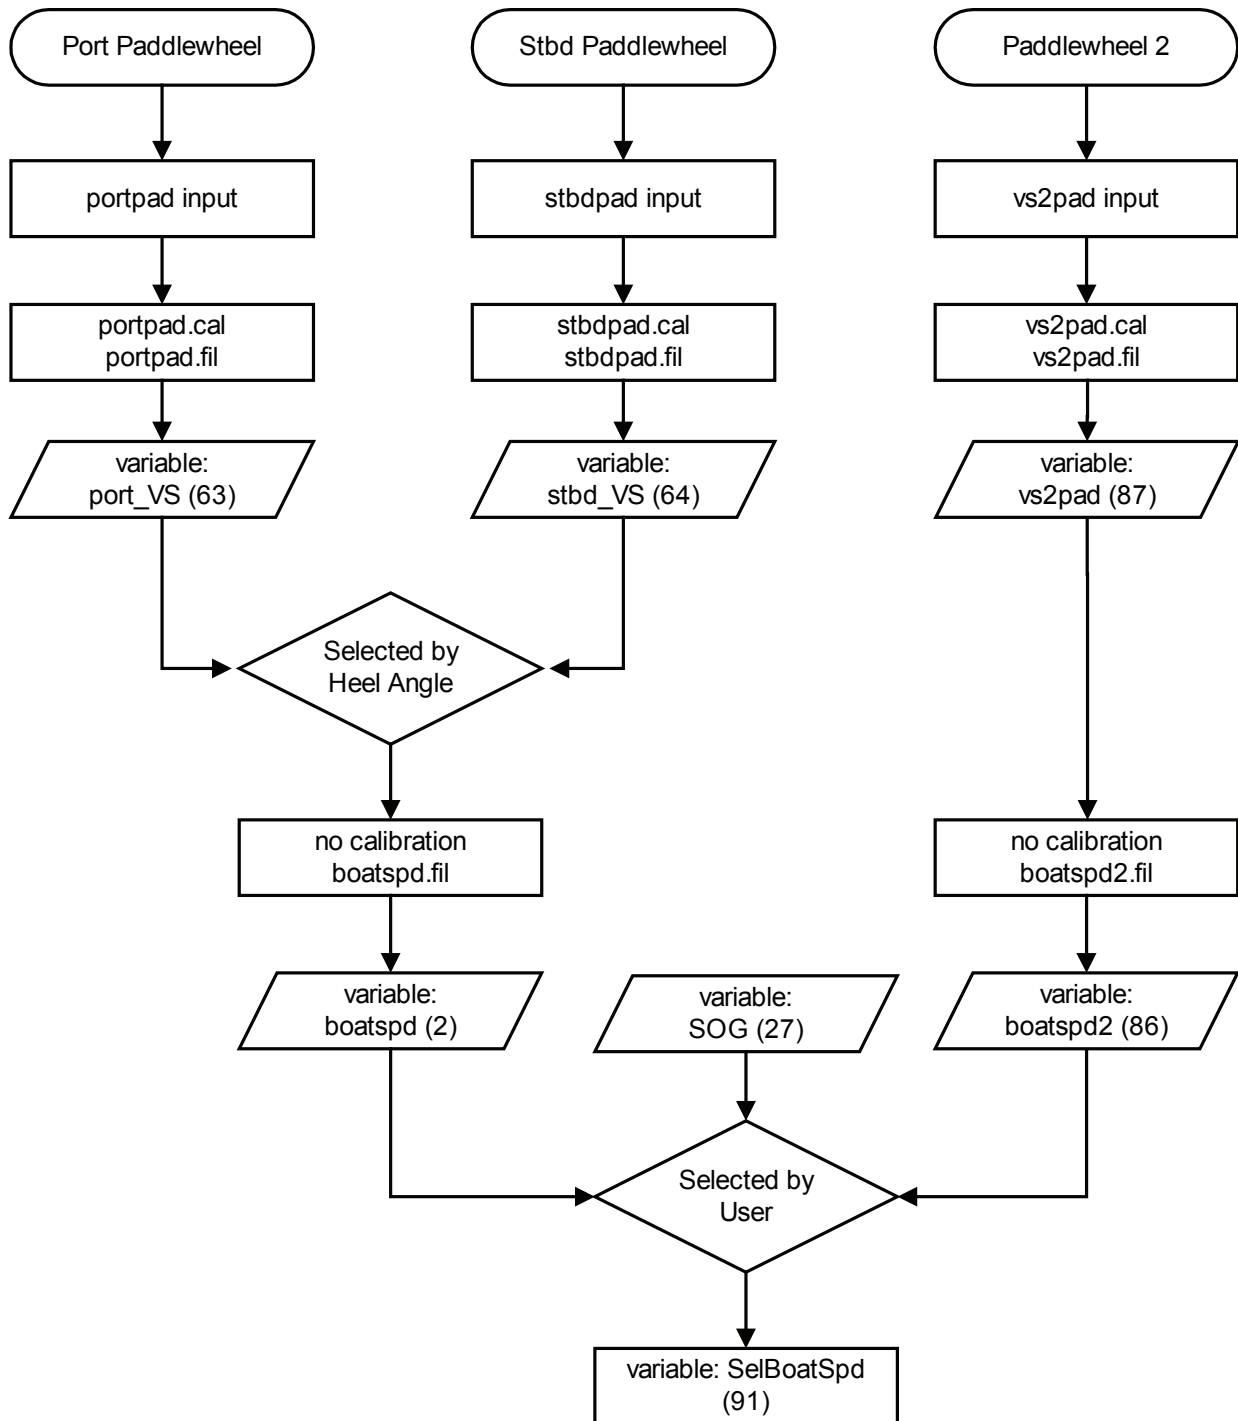 Port Paddlewheel
Stbd Paddlewheel
Paddlewheel 2
portpad input
stbdpad input
vs2pad input
portpad.cal
portpad.fil
stbdpad.cal
stbdpad.fil
vs2pad.cal
vs2pad.fil
variable:
port_VS (63)
variable:
stbd_VS (64)
variable:
vs2pad (87)
Selected by
Heel Angle
no calibration
boatspd.fil
no calibration
boatspd2.fil
variable:
boatspd (2)
variable:
SOG (27)
variable:
boatspd2 (86)
Selected by
User
variable: SelBoatSpd
(91)